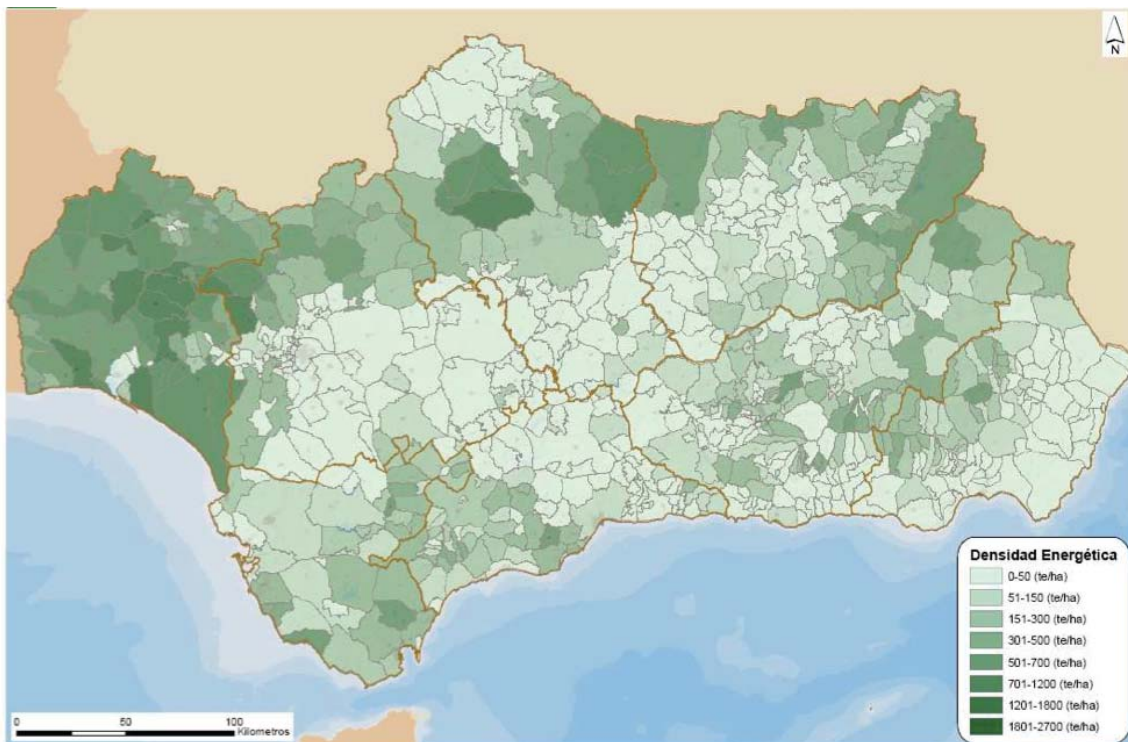 N
Densidad Energética
0-50 (te/ha)
51-150 (te/ha)
151-300 (te/ha)
301-500 (te/ha)
501-700 (te/ha)
701-1200 (te/ha)
1201-1800 (te/ha)
1801-2700 (te/ha)
0 50 100
Kilometros